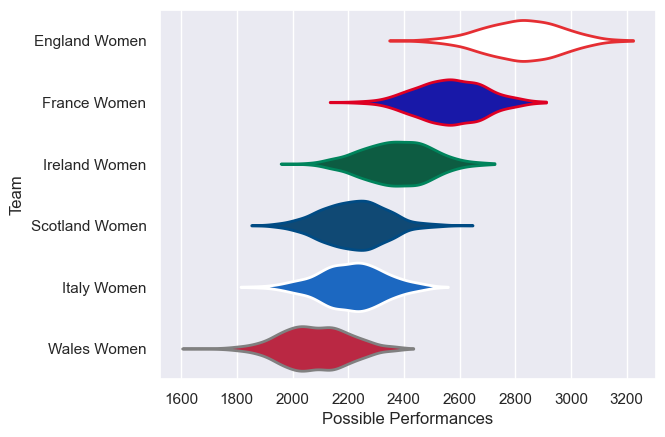 England Women
France Women
Ireland Women
Scotland Women
Italy Women
Wales Women
Team
1600 1800 2000 2200 2400 2600 2800 3000 3200
Possible Performances